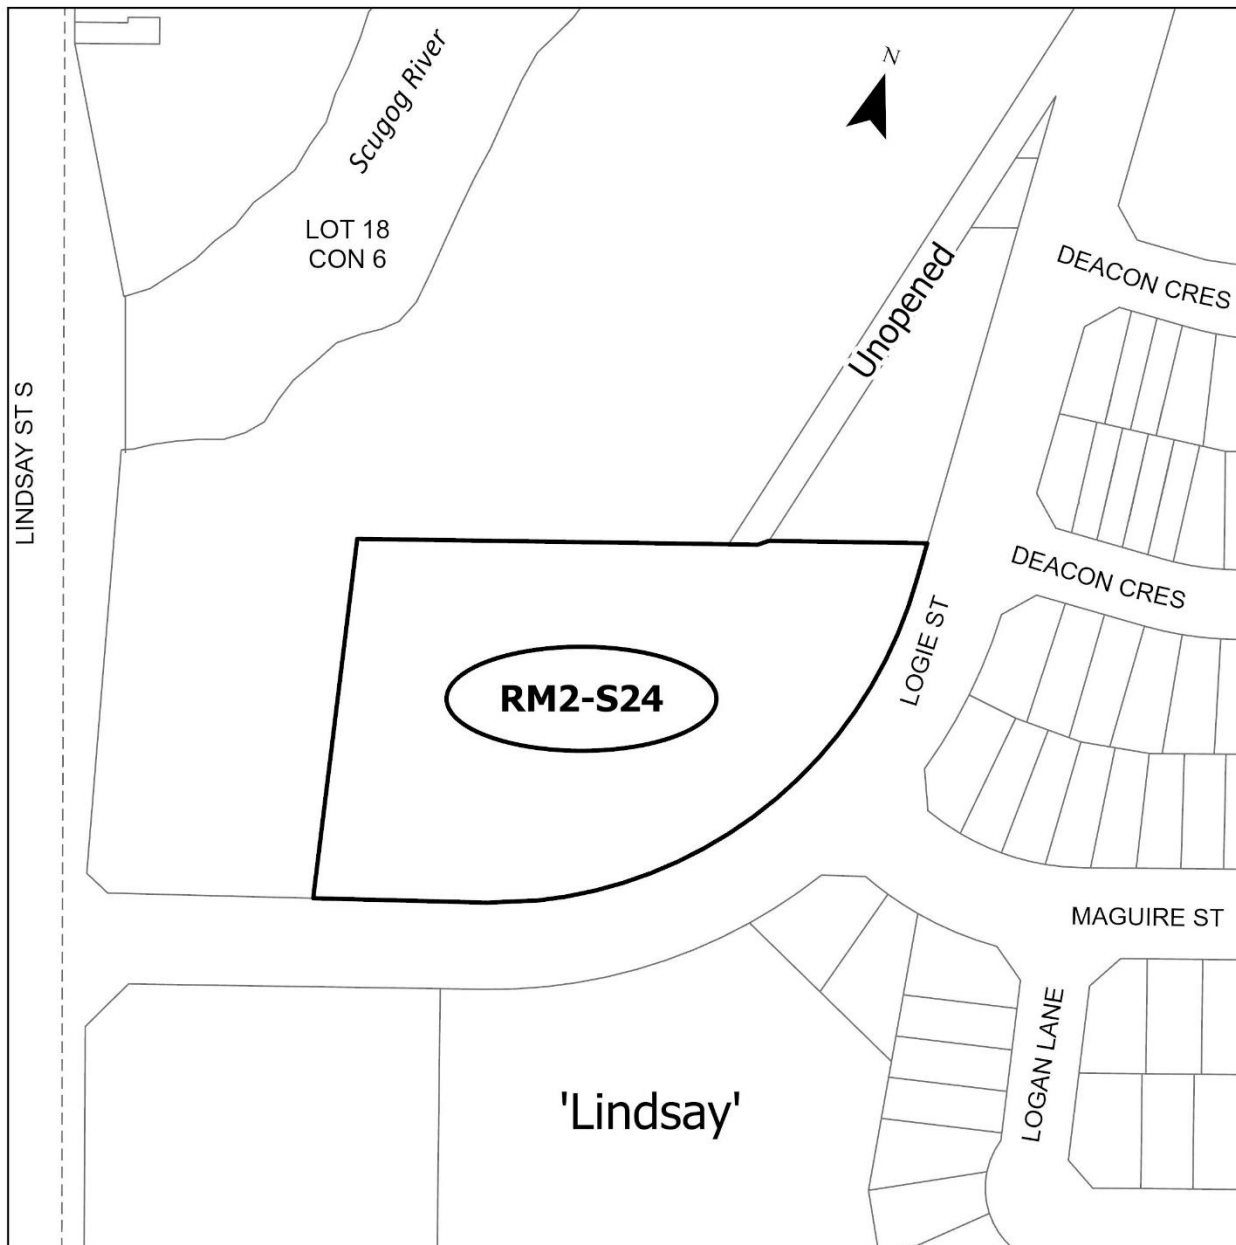 N
Scugog River
LOT 18
CON 6
DEACON CRES
Unopened
LINDSAY ST S
DEACON CRES
LOGIE ST
RM2-S24
MAGUIRE ST
LOGAN LANE
'Lindsay'